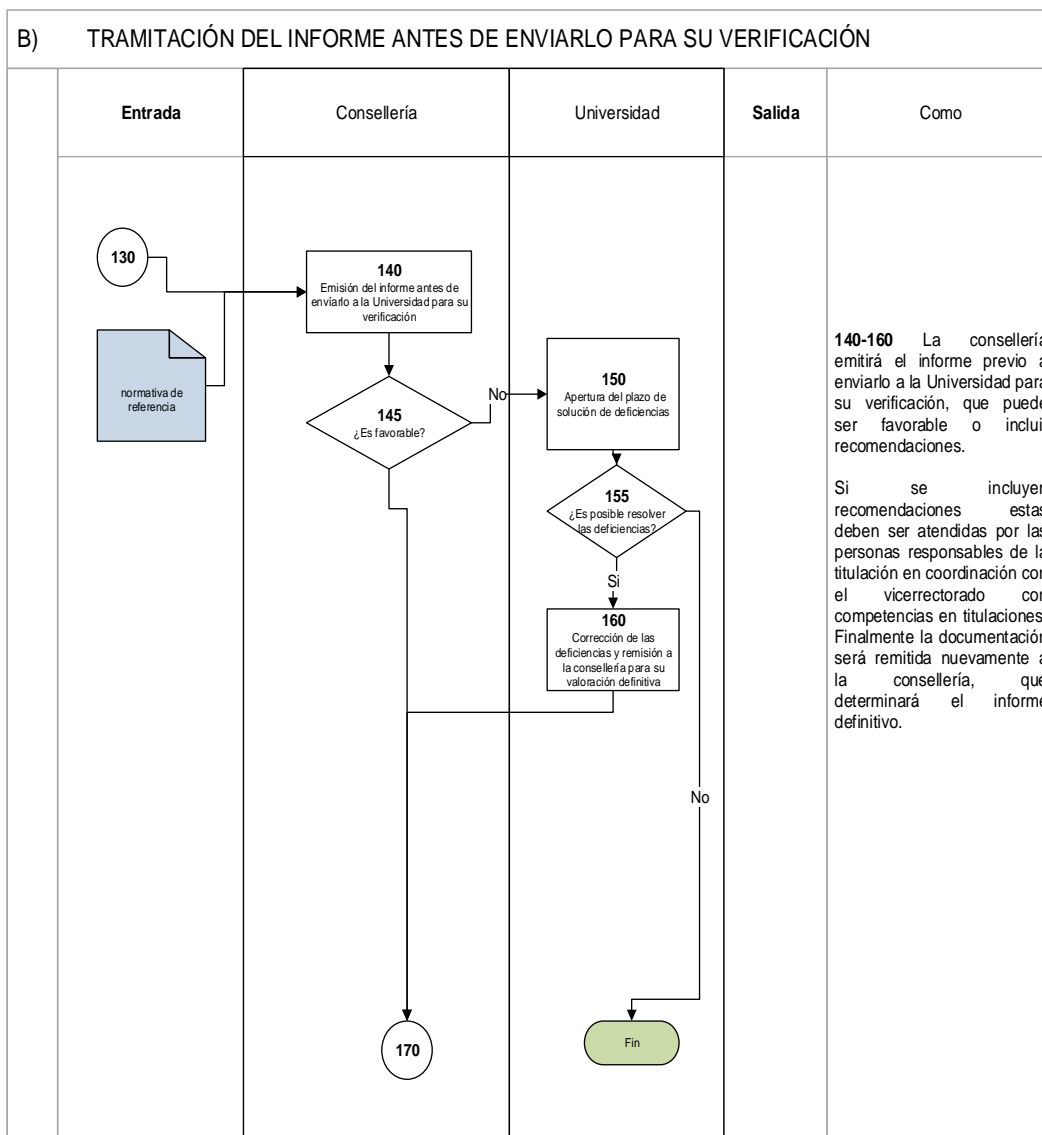 B) TRAMITACIÓN DEL INFORME ANTES DE ENVIARLO PARA SU VERIFICACIÓN
Entrada
Consellería
Universidad
Salida
Como
130
140
Emisión del informe antes de
envíarlo a la Universidad para su
verificación
normativa de
referencia
145
¿Es favorable?
No
150
Apertura del plazo de
solución de deficiencias
155
¿Es posible resolver
las deficiencias?
Si
160
Corrección de las
deficiencias y remisión a
la consellería para su
valoración definitiva
No
170
Fin
140-160 La consellería
emitirá el informe previo a
enviarlo a la Universidad para
su verificación, que puede
ser favorable o inclui
recomendaciones.
Si se incluyen
recomendaciones estas
deben ser atendidas por las
personas responsables de la
titulación en coordinación con
el vicerrectorado con
competencias en titulaciones
Finalmente la documentación
será remitida nuevamente a
la consellería, que
determinará el informe
definitivo.